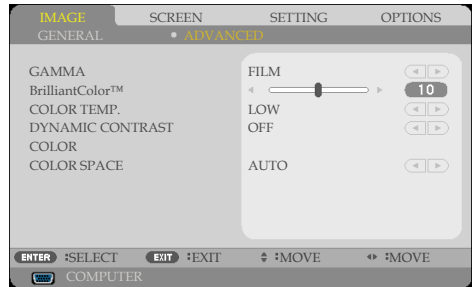 IMAGE SCREEN SETTING OPTIONS
GENERAL • ADVANCED
GAMMA FILM
BrilliantColor™ 10
COLOR TEMP. LOW
DYNAMIC CONTRAST OFF
COLOR
COLOR SPACE AUTO
ENTER :SELECT EXIT :EXIT :MOVE :MOVE
COMPUTER